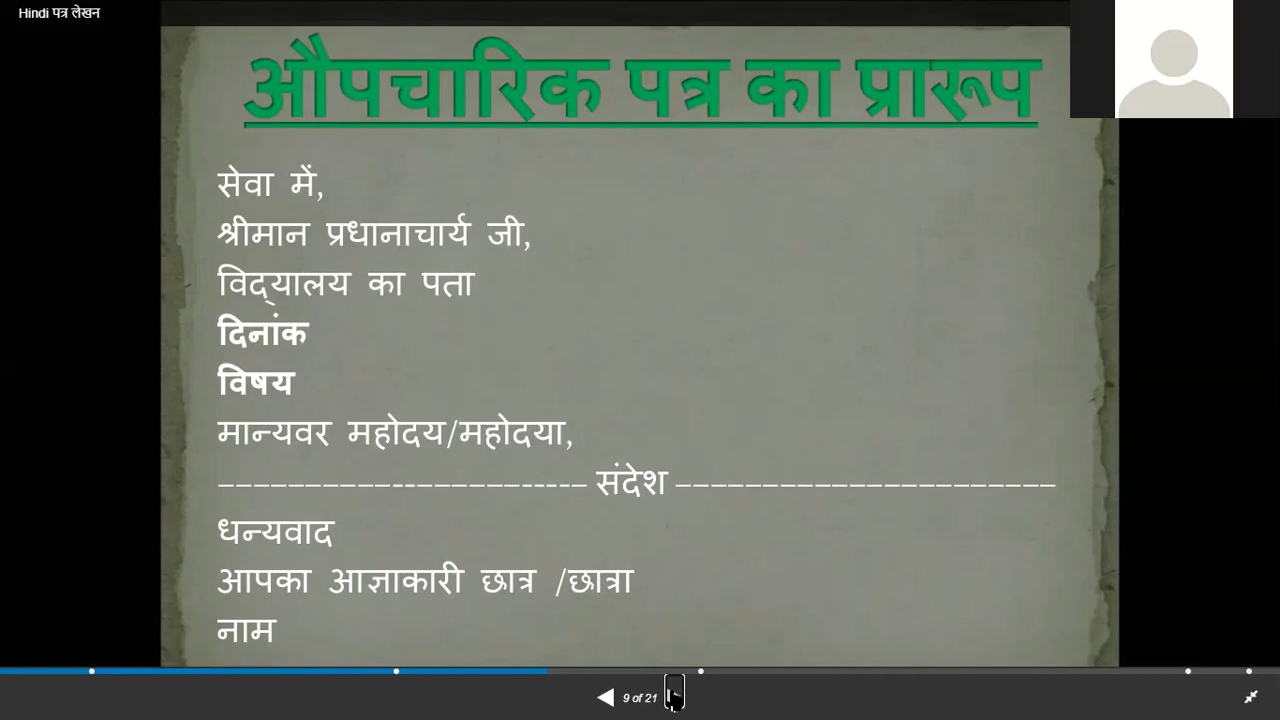 Hindi पत्र लेखन
औपचारिक पत्र का प्रारूप
सेवा में,
श्रीमान प्रधानाचार्य जी,
विद्‌यालय का पता
दिनांक
विषय
मान्यवर महोदय/महोदया,
-------------------------- संदेश ----------------------
धन्यवाद
आपका आज्ञाकारी छात्र /छात्रा
नाम
9 of 21